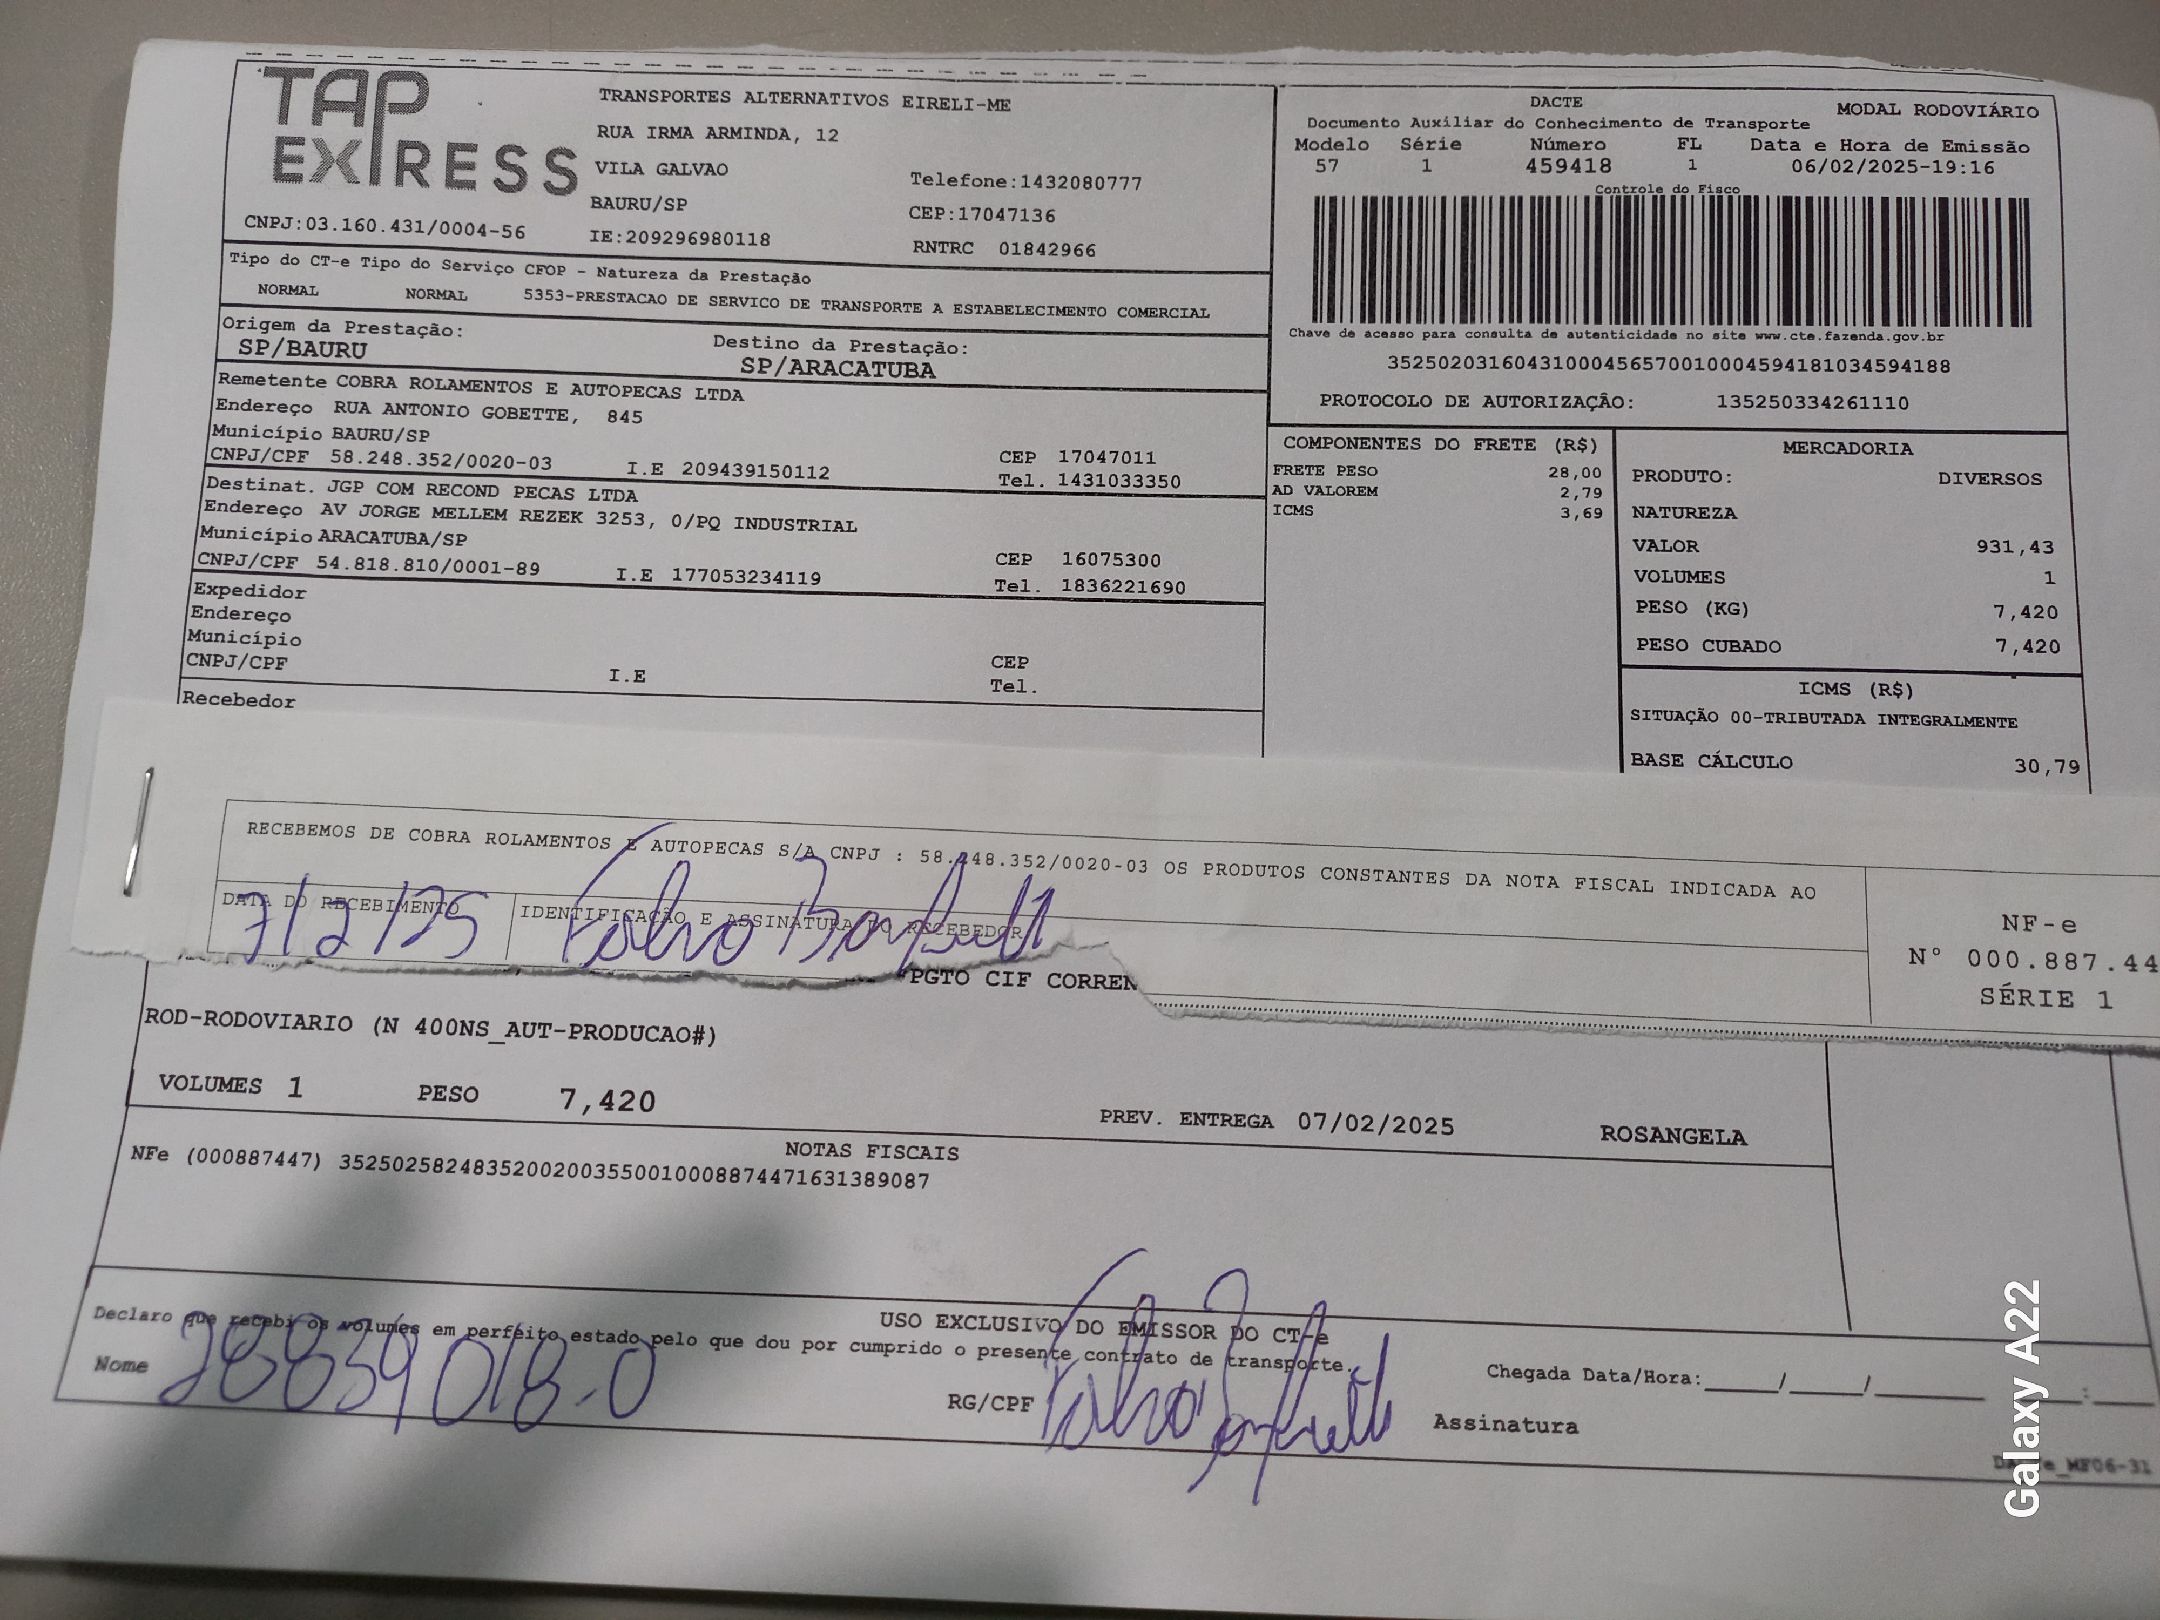 TAP EXPRESS
TRANSPORTES ALTERNATIVOS EIRELI-ME
RUA IRMA ARMINDA, 12
VILA GALVAO
Telefone:1432080777
BAURU/SP
CEP:17047136
CNPJ:03.160.431/0004-56
IE:209296980118
RNTRC 01842966
DACTE
MODAL RODOVIÁRIO
Documento Auxiliar do Conhecimento de Transporte
Modelo Série Número FL Data e Hora de Emissão
57 1 459418 1 06/02/2025-19:16
Controle do Fisco
Chave de acesso para consulta de autenticidade no site www.cte.fazenda.gov.br
35250203160431000456570010004594181034594188
PROTOCOLO DE AUTORIZAÇÃO: 135250334261110
Tipo do CT-e Tipo do Serviço CFOP - Natureza da Prestação
NORMAL NORMAL 5353-PRESTACAO DE SERVICO DE TRANSPORTE A ESTABELECIMENTO COMERCIAL
Origem da Prestação: Destino da Prestação:
SP/BAURU SP/ARACATUBA
Remetente COBRA ROLAMENTOS E AUTOPECAS LTDA
Endereço RUA ANTONIO GOBETTE, 845
Município BAURU/SP CEP 17047011
CNPJ/CPF 58.248.352/0020-03 I.E 209439150112 Tel. 1431033350
Destinat. JGP COM RECOND PECAS LTDA
Endereço AV JORGE MELLEM REZEK 3253, 0/PQ INDUSTRIAL
Município ARACATUBA/SP CEP 16075300
CNPJ/CPF 54.818.810/0001-89 I.E 177053234119 Tel. 1836221690
Expedidor
Endereço
Município CEP
CNPJ/CPF I.E Tel.
Recebedor
COMPONENTES DO FRETE (R$)
FRETE PESO 28,00
AD VALOREM 2,79
ICMS 3,69
MERCADORIA
PRODUTO: DIVERSOS
NATUREZA
VALOR 931,43
VOLUMES 1
PESO (KG) 7,420
PESO CUBADO 7,420
ICMS (R$)
SITUAÇÃO 00-TRIBUTADA INTEGRALMENTE
BASE CÁLCULO 30,79
RECEBEMOS DE COBRA ROLAMENTOS E AUTOPECAS S/A CNPJ : 58.248.352/0020-03 OS PRODUTOS CONSTANTES DA NOTA FISCAL INDICADA AO
DATA DO RECEBIMENTO IDENTIFICAÇÃO E ASSINATURA DO RECEBEDOR
7/2/25
NF-e
Nº 000.887.44
SÉRIE 1
PGTO CIF CORREN
ROD-RODOVIARIO (N 400NS_AUT-PRODUCAO#)
VOLUMES 1 PESO 7,420 PREV. ENTREGA 07/02/2025 ROSANGELA
NOTAS FISCAIS
NFe (000887447) 35250258248352002003550010008874471631389087
USO EXCLUSIVO DO EMISSOR DO CT-e
Declaro que recebi os volumes em perfeito estado pelo que dou por cumprido o presente contrato de transporte.
Nome 28839018-0 RG/CPF Assinatura
Chegada Data/Hora:____/____/______ :____
Galaxy A22